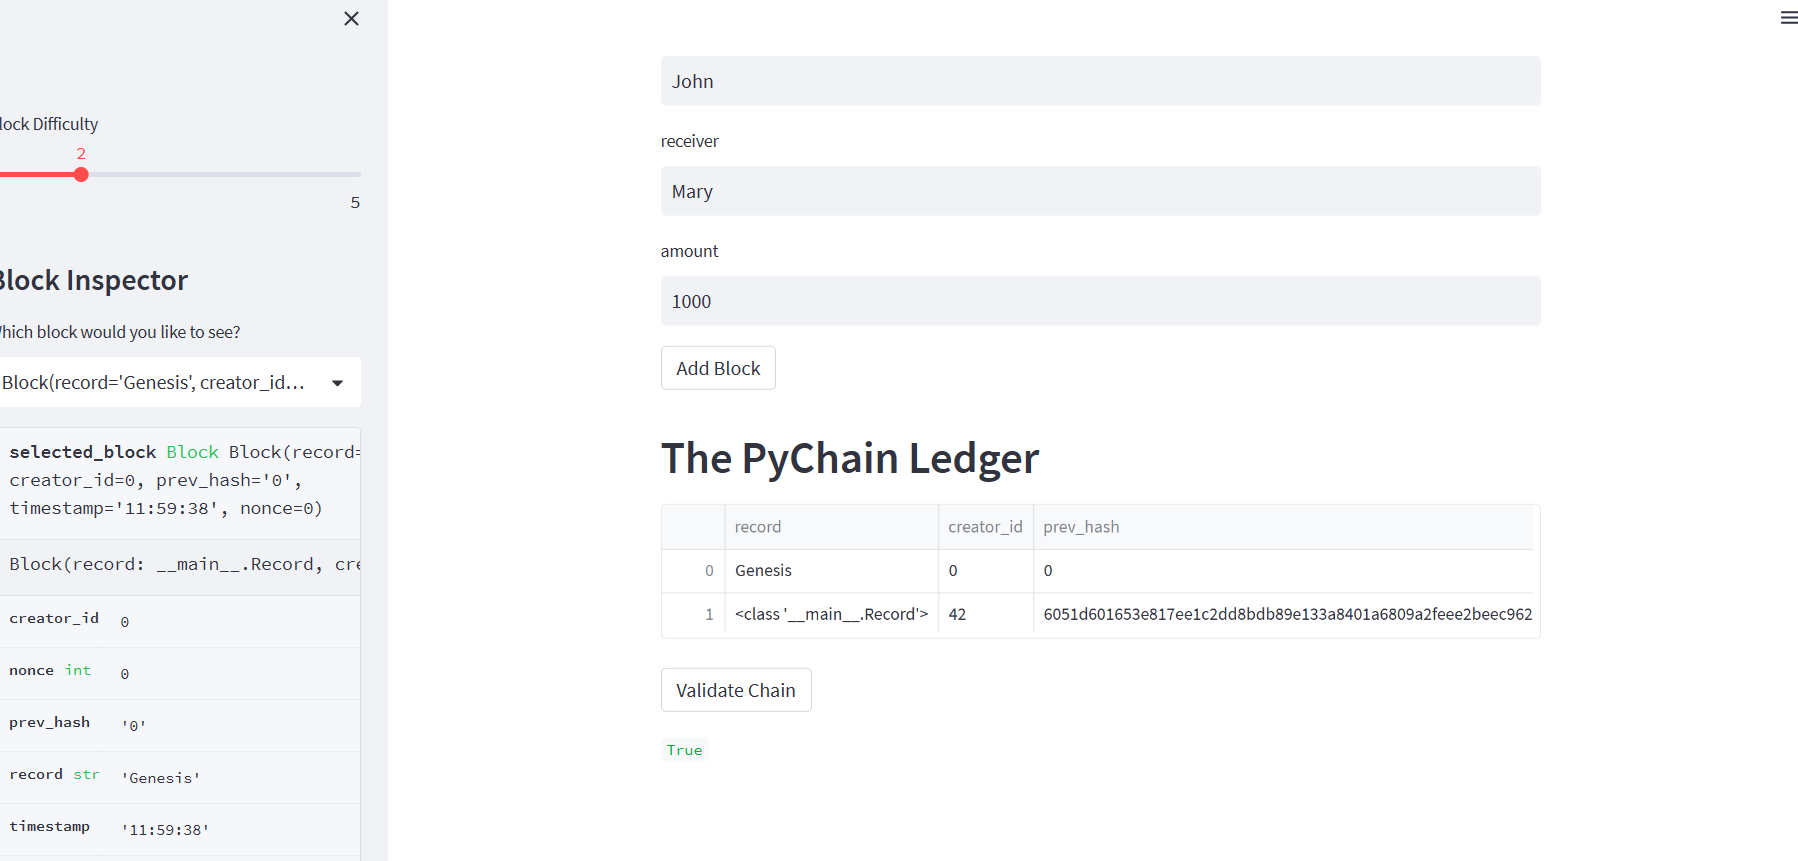 lock Difficulty
2
5
Block Inspector
hich block would you like to see?
Block(record='Genesis', creator_id...
selected_block Block Block(record=
creator_id=0, prev_hash='0',
timestamp='11:59:38', nonce=0)
Block(record: __main__.Record, cre
creator_id 0
nonce int 0
prev_hash '0'
record str 'Genesis'
timestamp '11:59:38'
John
receiver
Mary
amount
1000
Add Block
The PyChain Ledger
record creator_id prev_hash
0 Genesis 0 0
1 <class '__main__.Record'> 42 6051d601653e817ee1c2dd8bdb89e133a8401a6809a2feee2beec962
Validate Chain
True